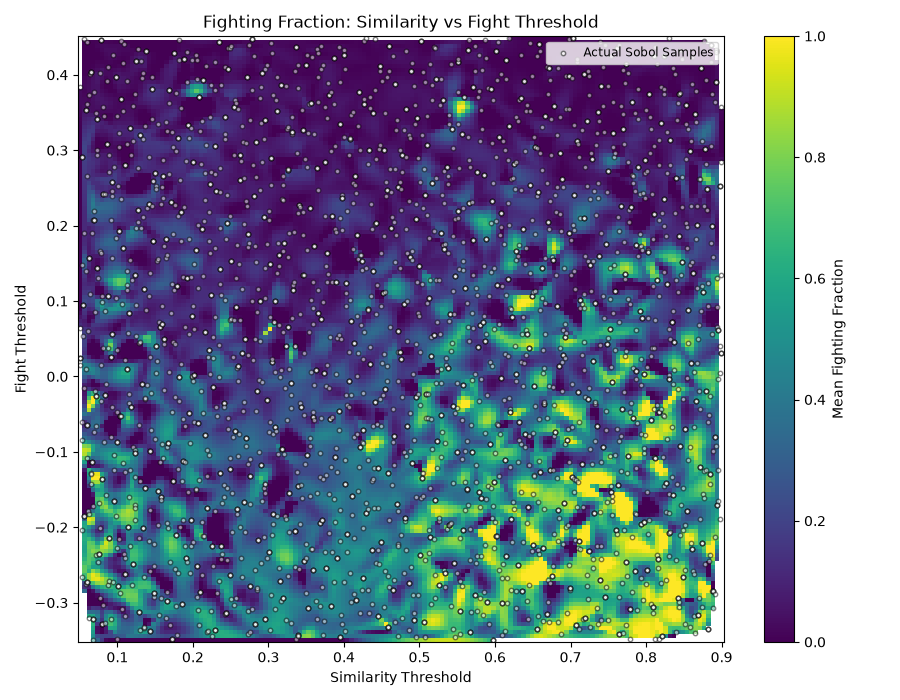 Fighting Fraction: Similarity vs Fight Threshold
Actual Sobol Samples
0.4
0.3
0.2
0.1
0.0
−0.1
−0.2
−0.3
Fight Threshold
0.1 0.2 0.3 0.4 0.5 0.6 0.7 0.8 0.9
Similarity Threshold
1.0
0.8
0.6
0.4
0.2
0.0
Mean Fighting Fraction